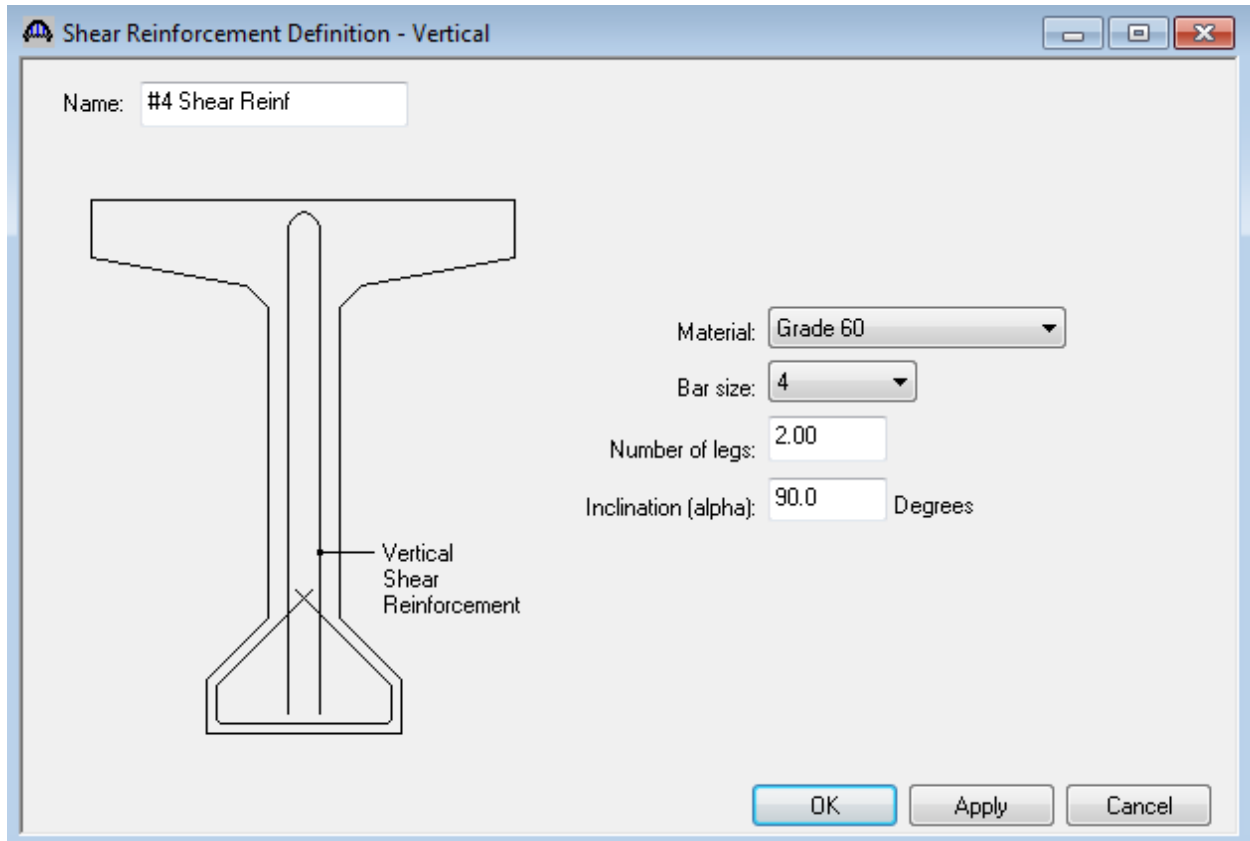 Shear Reinforcement Definition - Vertical
Name: #4 Shear Reinf
Material: Grade 60
Bar size: 4
Number of legs: 2.00
Inclination (alpha): 90.0 Degrees
Vertical
Shear
Reinforcement
OK Apply Cancel